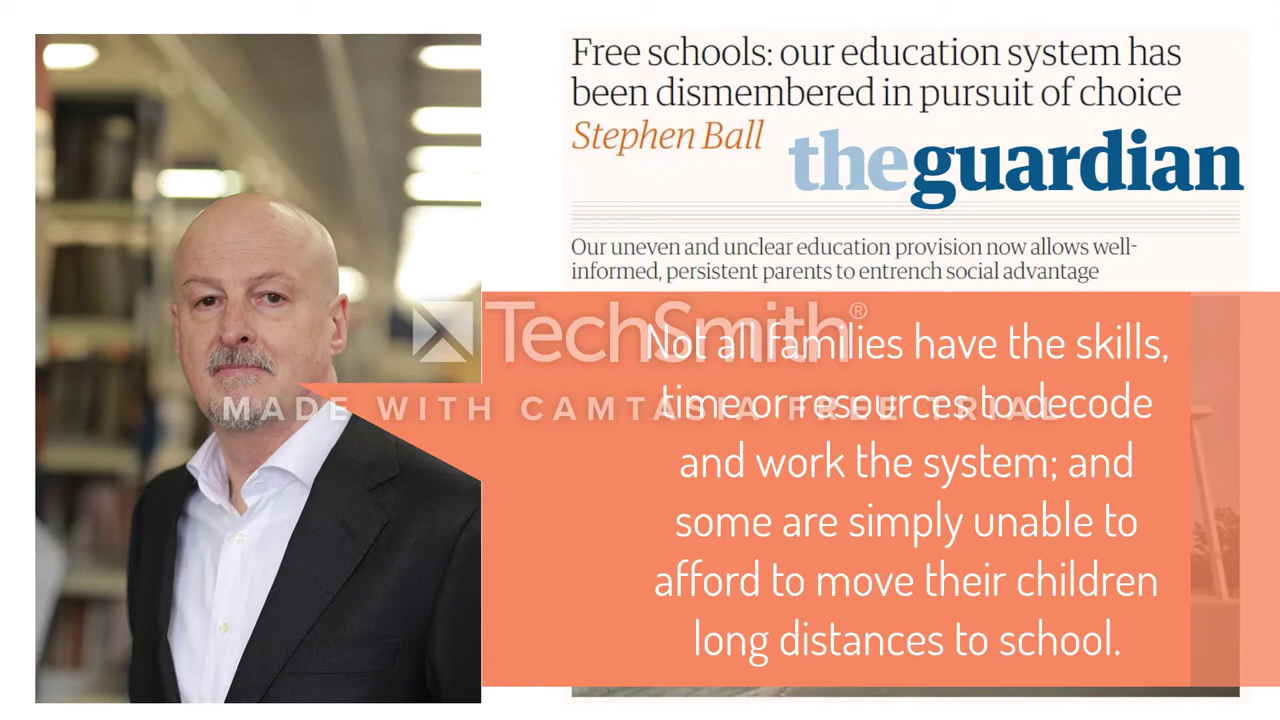 Free schools: our education system has
been dismembered in pursuit of choice
Stephen Ball
theguardian
Our uneven and unclear education provision now allows well-
informed, persistent parents to entrench social advantage
TechSmith®
MADE WITH CAMTASIA FREE TRIAL
Not all families have the skills,
time or resources to decode
and work the system; and
some are simply unable to
afford to move their children
long distances to school.